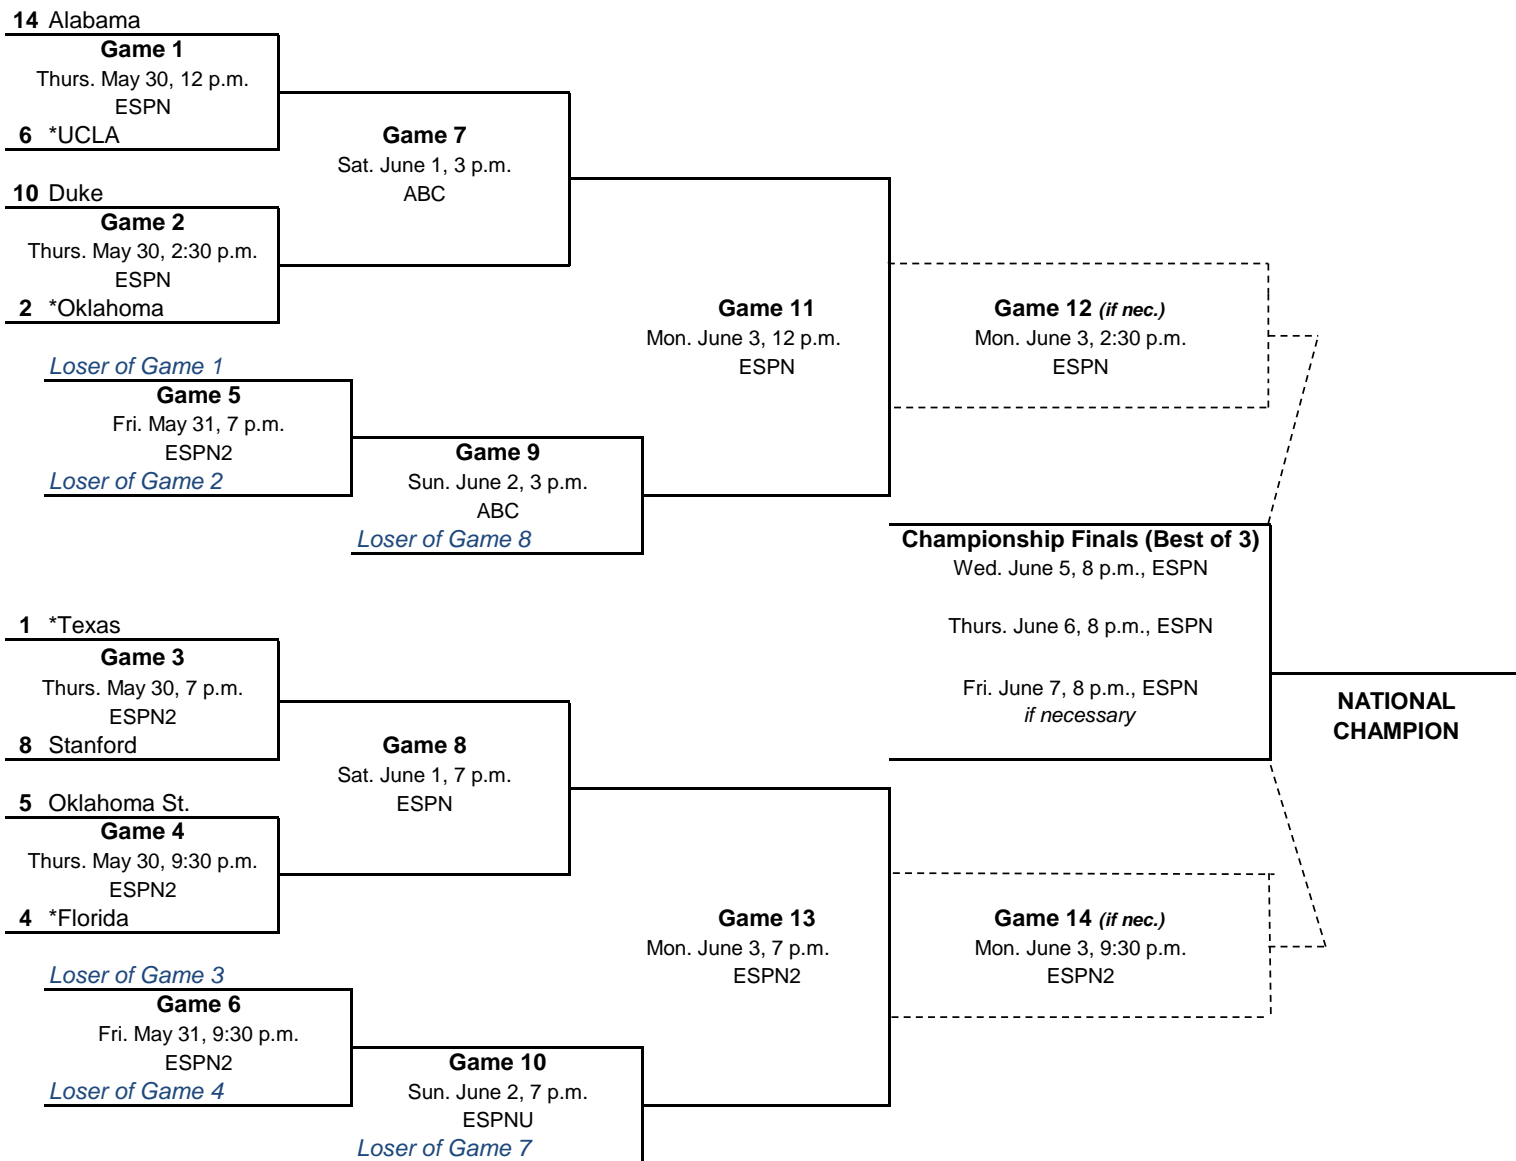 14 Alabama
Game 1
Thurs. May 30, 12 p.m.
ESPN
6 *UCLA
Game 7
Sat. June 1, 3 p.m.
ABC
10 Duke
Game 2
Thurs. May 30, 2:30 p.m.
ESPN
2 *Oklahoma
Game 11
Mon. June 3, 12 p.m.
ESPN
Game 12 (if nec.)
Mon. June 3, 2:30 p.m.
ESPN
Loser of Game 1
Game 5
Fri. May 31, 7 p.m.
ESPN2
Loser of Game 2
Game 9
Sun. June 2, 3 p.m.
ABC
Loser of Game 8
Championship Finals (Best of 3)
Wed. June 5, 8 p.m., ESPN
Thurs. June 6, 8 p.m., ESPN
Fri. June 7, 8 p.m., ESPN
if necessary
NATIONAL
CHAMPION
1 *Texas
Game 3
Thurs. May 30, 7 p.m.
ESPN2
8 Stanford
Game 8
Sat. June 1, 7 p.m.
ESPN
5 Oklahoma St.
Game 4
Thurs. May 30, 9:30 p.m.
ESPN2
4 *Florida
Game 13
Mon. June 3, 7 p.m.
ESPN2
Game 14 (if nec.)
Mon. June 3, 9:30 p.m.
ESPN2
Loser of Game 3
Game 6
Fri. May 31, 9:30 p.m.
ESPN2
Loser of Game 4
Game 10
Sun. June 2, 7 p.m.
ESPNU
Loser of Game 7